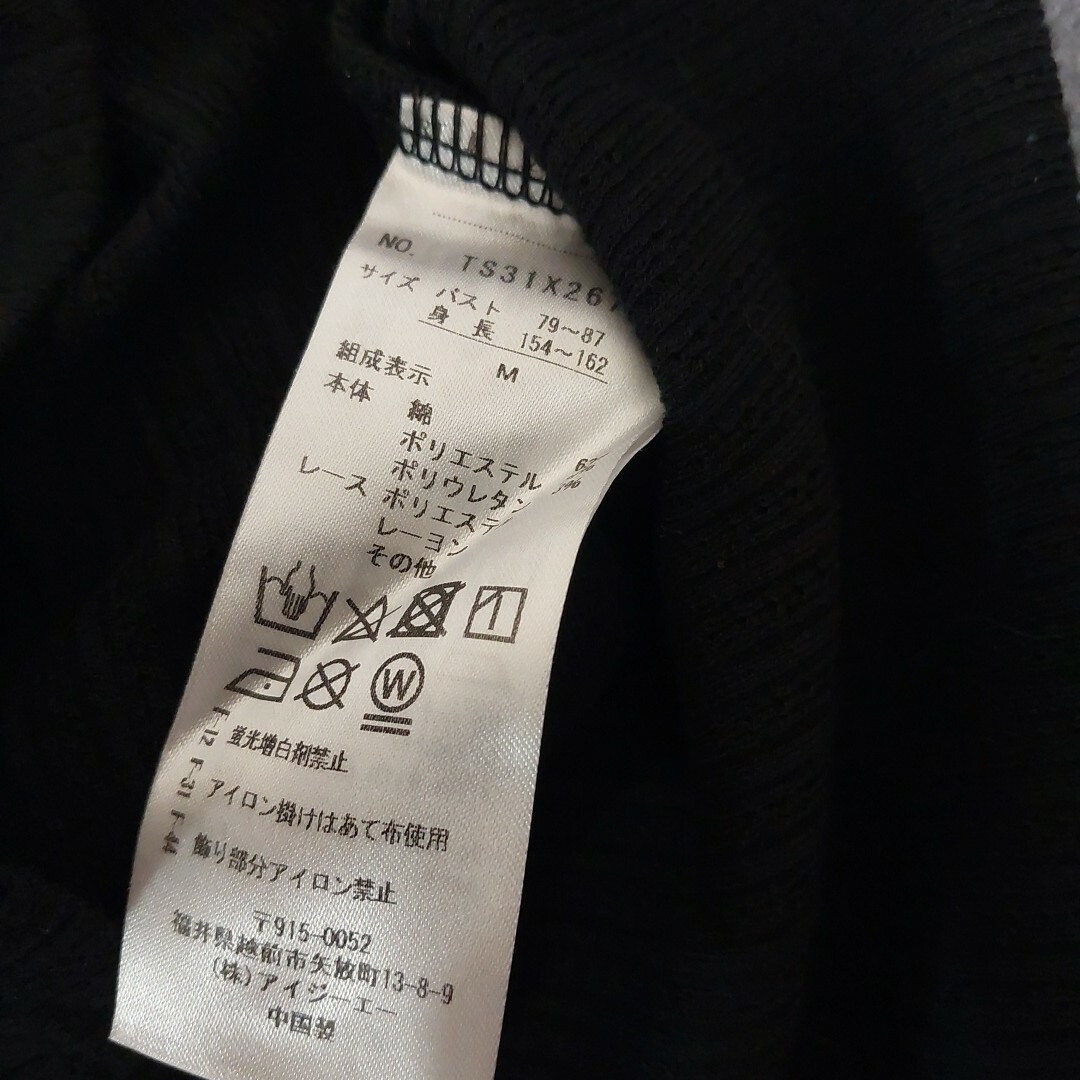 NO. TS31X267
サイズ バスト 79～87
身長 154～162
M
組成表示
本体 綿
ポリエステル
ポリウレタン %
レース ポリエステ
レーヨン
その他
W
F-12 蛍光増白剤禁止
F-31 アイロン掛けはあて布使用
F-44 飾り部分アイロン禁止
〒915-0052
福井県越前市矢放町13-8-9
(株)アイジーエー
中国製